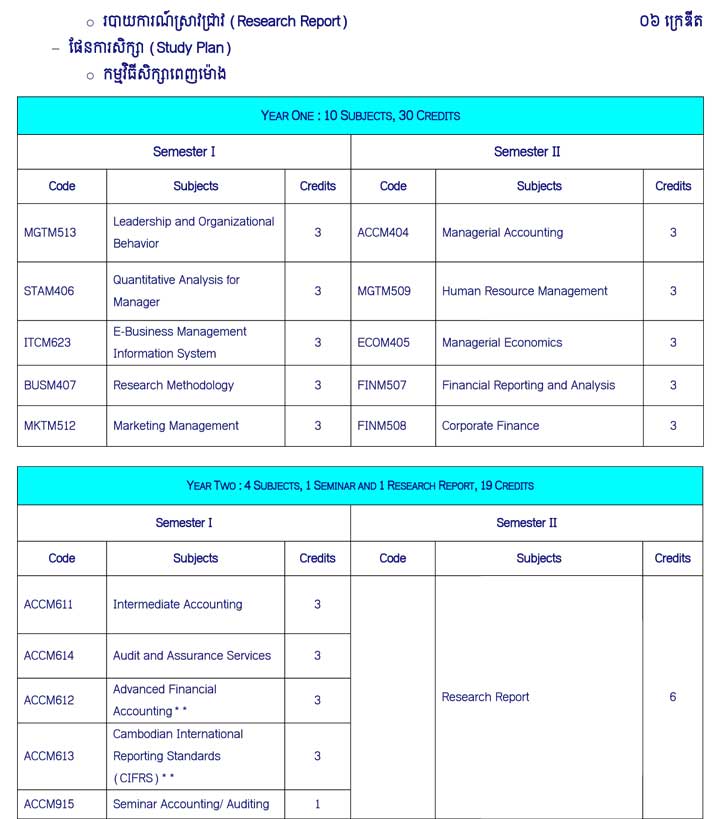 ○ របាយការណ៍ស្រាវជ្រាវ (Research Report) ០៦ ក្រេឌីត
– ផែនការសិក្សា (Study Plan)
○ កម្មវិធីសិក្សាពេញម៉ោង
YEAR ONE : 10 SUBJECTS, 30 CREDITS
Semester I Semester II
Code Subjects Credits Code Subjects Credits
MGTM513 Leadership and Organizational
Behavior 3 ACCM404 Managerial Accounting 3
STAM406 Quantitative Analysis for
Manager 3 MGTM509 Human Resource Management 3
ITCM623 E-Business Management
Information System 3 ECOM405 Managerial Economics 3
BUSM407 Research Methodology 3 FINM507 Financial Reporting and Analysis 3
MKTM512 Marketing Management 3 FINM508 Corporate Finance 3
YEAR TWO : 4 SUBJECTS, 1 SEMINAR AND 1 RESEARCH REPORT, 19 CREDITS
Semester I Semester II
Code Subjects Credits Code Subjects Credits
ACCM611 Intermediate Accounting 3
ACCM614 Audit and Assurance Services 3
ACCM612 Advanced Financial
Accounting** 3 Research Report 6
ACCM613 Cambodian International
Reporting Standards
(CIFRS)** 3
ACCM915 Seminar Accounting/ Auditing 1